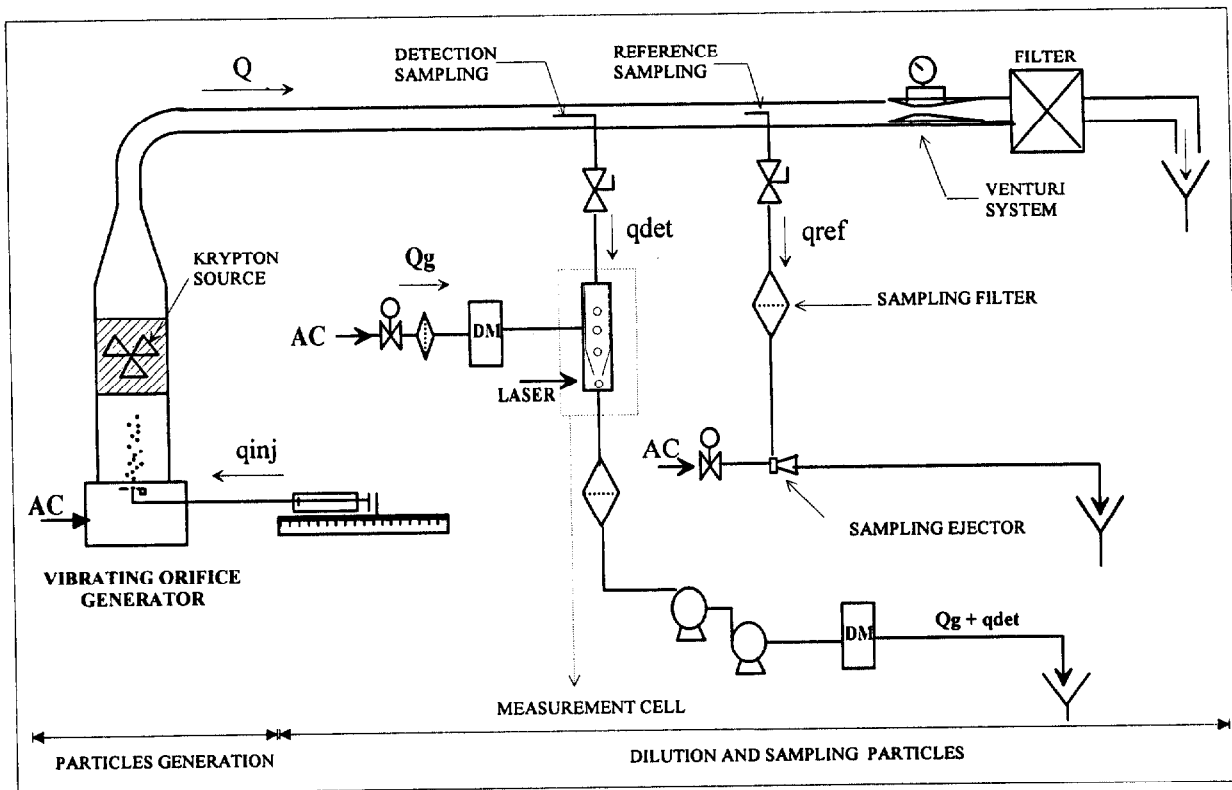 Q
DETECTION
SAMPLING
REFERENCE
SAMPLING
FILTER
VENTURI
SYSTEM
KRYPTON
SOURCE
qdet
qref
Qg
SAMPLING FILTER
AC
DM
LASER
qinj
AC
AC
SAMPLING EJECTOR
VIBRATING ORIFICE
GENERATOR
DM
Qg + qdet
MEASUREMENT CELL
PARTICLES GENERATION
DILUTION AND SAMPLING PARTICLES